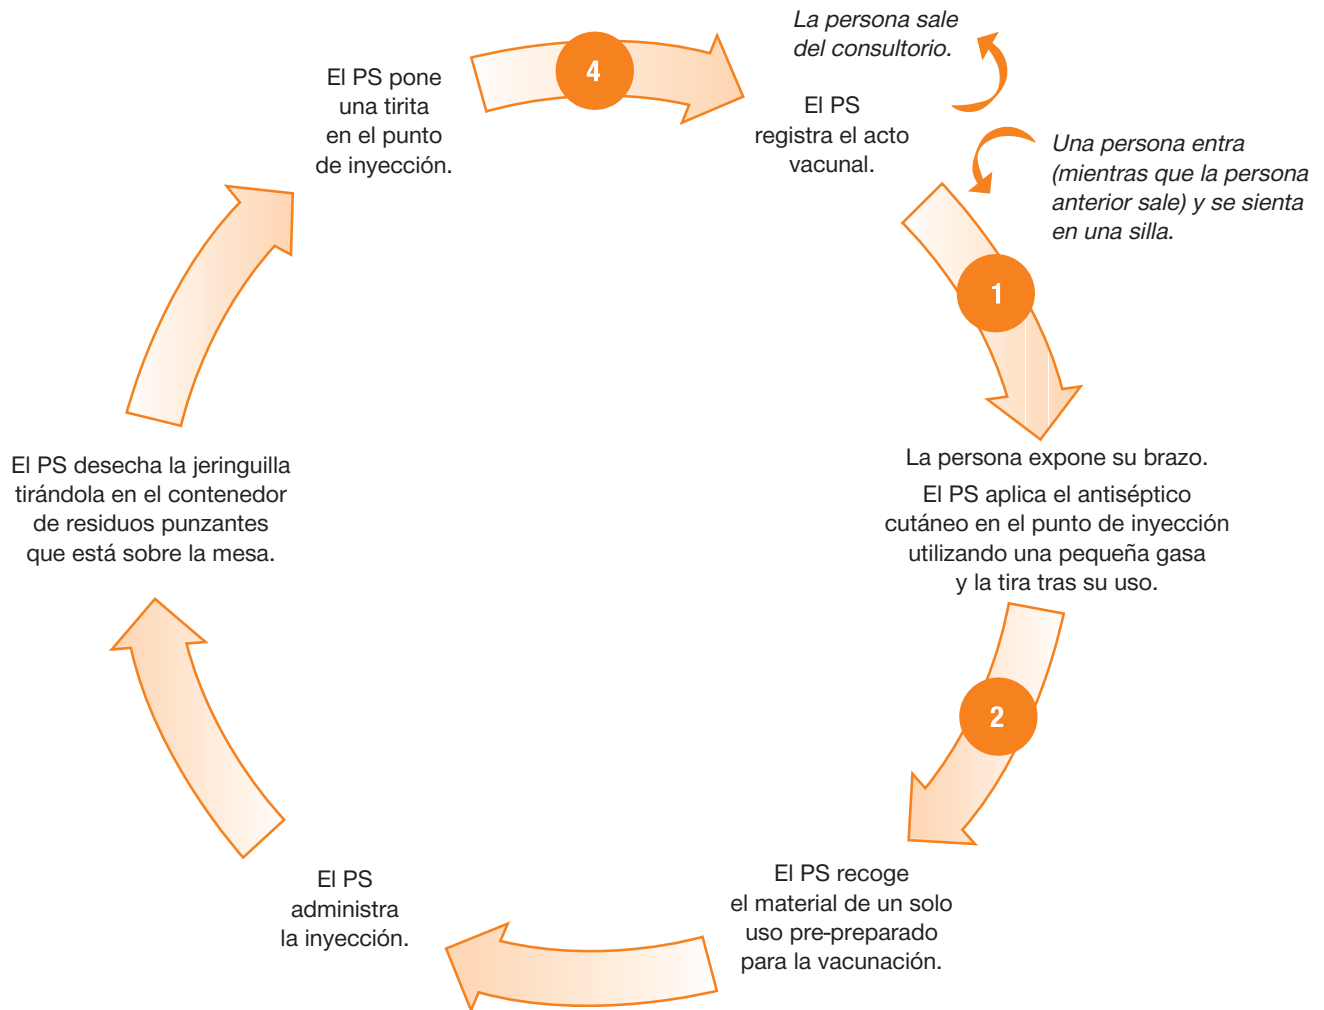 La persona sale
del consultorio.
4
El PS pone
una tirita
en el punto
de inyección.
El PS
registra el acto
vacunal.
Una persona entra
(mientras que la persona
anterior sale) y se sienta
en una silla.
1
La persona expone su brazo.
El PS aplica el antiséptico
cutáneo en el punto de inyección
utilizando una pequeña gasa
y la tira tras su uso.
2
El PS recoge
el material de un solo
uso pre-preparado
para la vacunación.
El PS
administra
la inyección.
El PS desecha la jeringuilla
tirándola en el contenedor
de residuos punzantes
que está sobre la mesa.